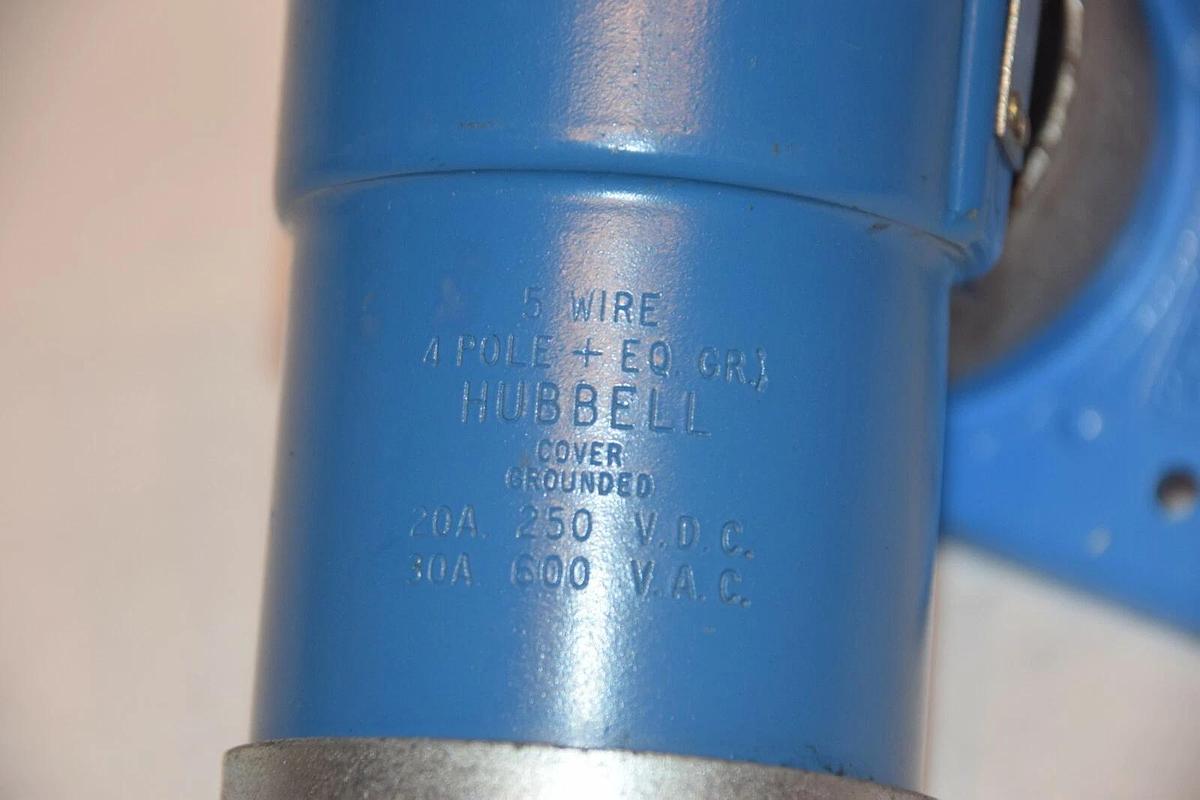 5 WIRE
4 POLE + EQ. GR.
HUBBELL
COVER
GROUNDED
20A. 250 V.D.C.
30A. 600 V.A.C.